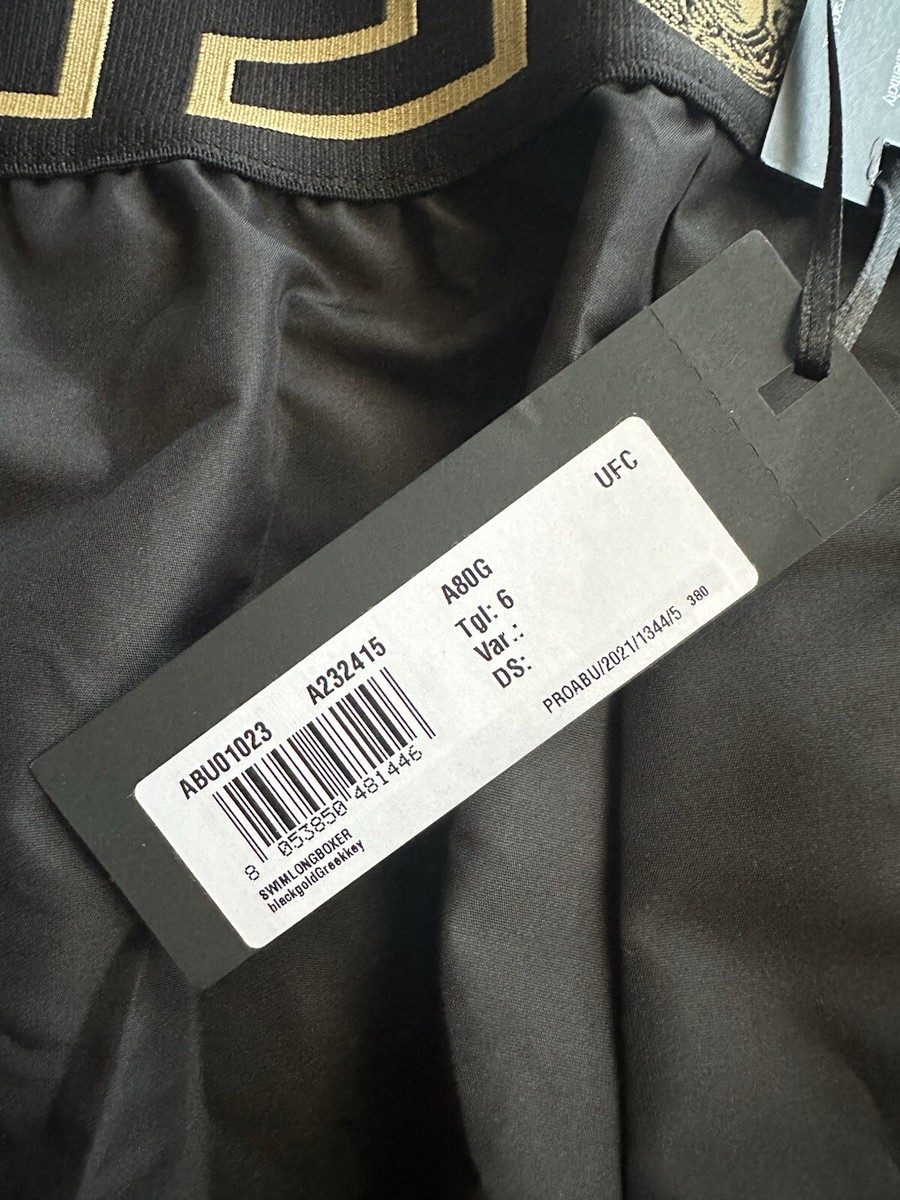 UFC
A80G
Tgl: 6
Var.:
DS:
PROABU/2021/1344/5 380
ABU01023 A232415
8 053850 481446
SWIMLONGBOXER
blackgoldGreekkey